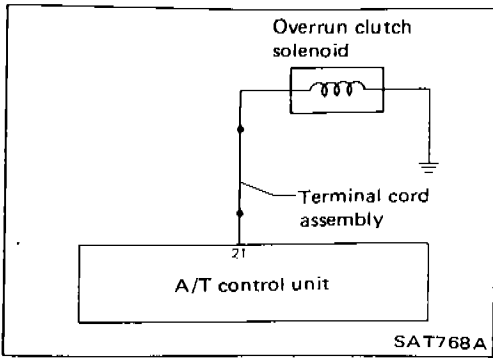 Overrun clutch
solenoid
Terminal cord
assembly
21
A/T control unit
SAT768A